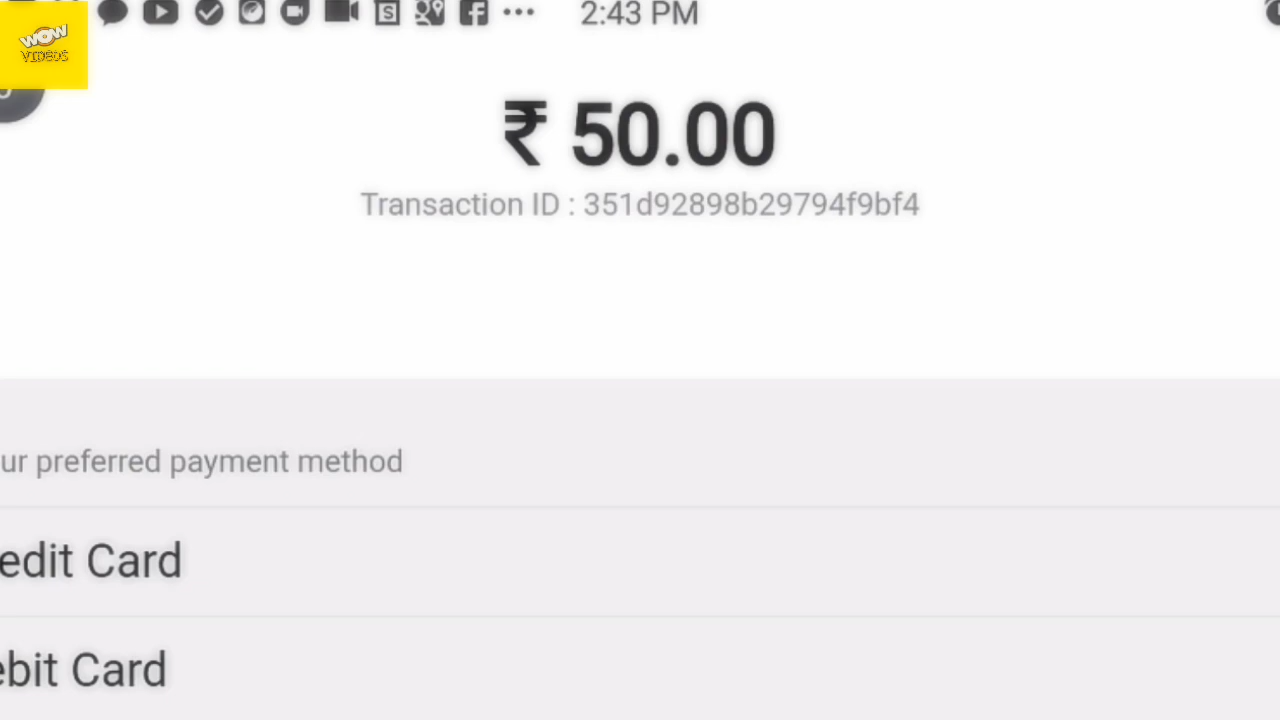 2:43 PM
WOW
VIDEOS
₹ 50.00
Transaction ID : 351d92898b29794f9bf4
ur preferred payment method
edit Card
ebit Card